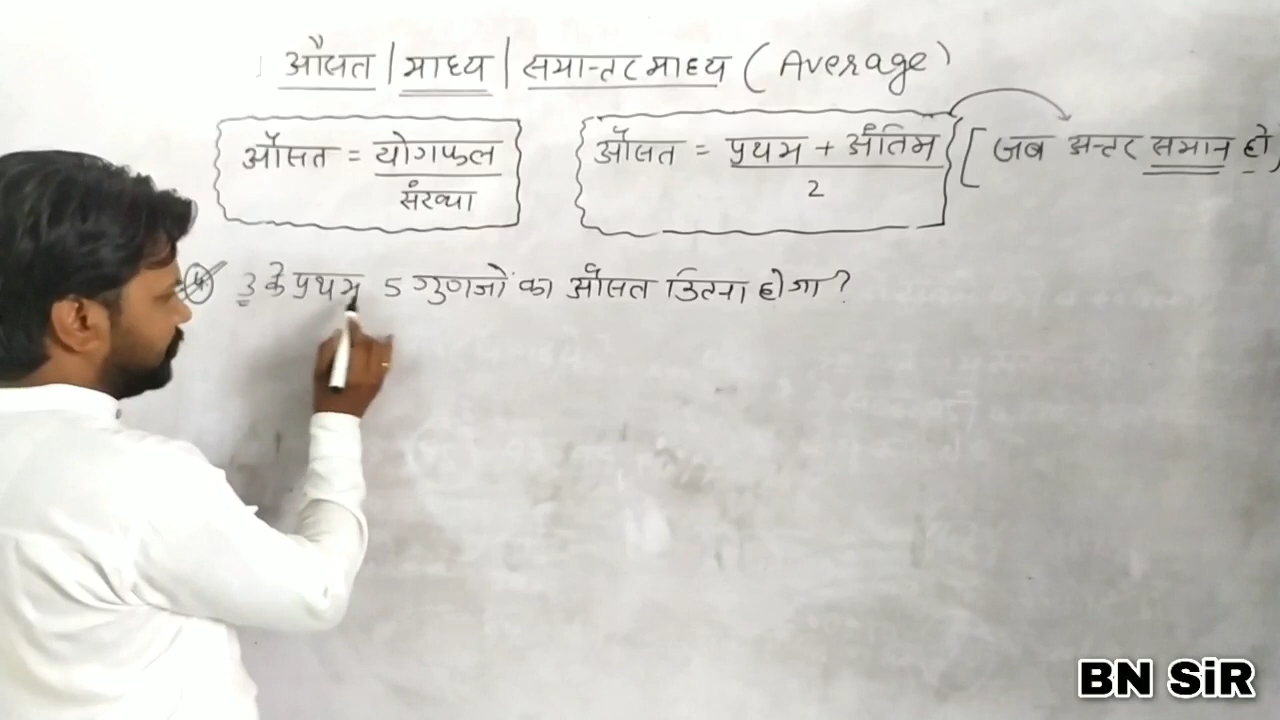 औसत | माध्य | समान्तर माध्य ( Average )
औसत = योगफल / संख्या
औसत = प्रथम + अंतिम / 2 [ जब अन्तर समान हो
3 के प्रथम 5 गुणजों का औसत कितना होगा ?
BN SiR